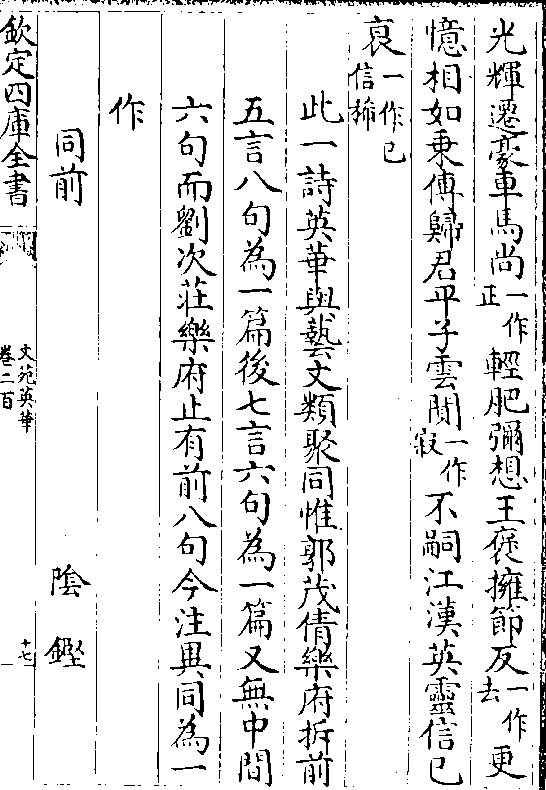 光輝遷豪車馬尚一作正輕肥彌想王褒擁節反一作去更
憶相如乗傳歸君平子雲閴一作寂不嗣江漢英靈信已
衰一作已信稀
此一詩英華與藝文類聚同惟郭茂倩樂府拆前
五言八句為一篇後七言六句為一篇又無中間
六句而劉次莊樂府止有前八句今注異同為一
作
同前 陰鏗
欽定四庫全書 文苑英華 卷二百 十七